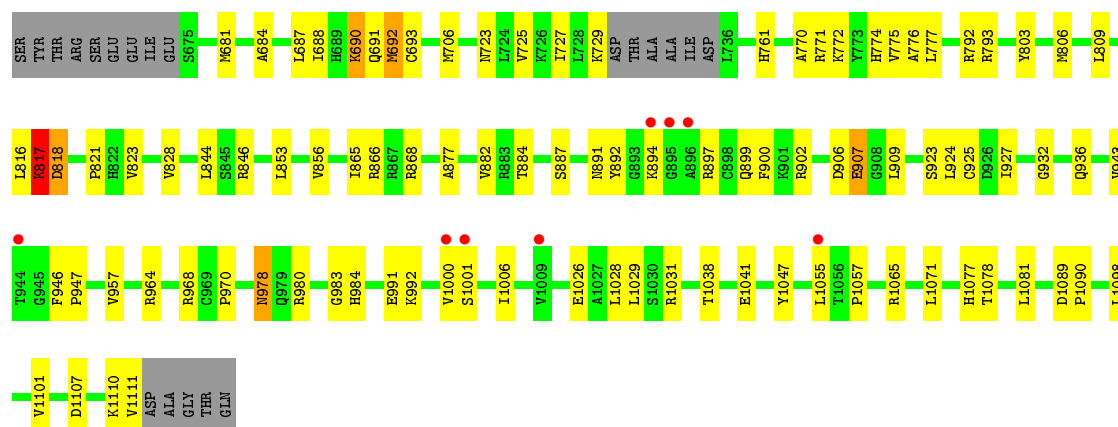 SER TYR THR ARG SER GLU GLU ILE GLU S675 M681 A684 L687 I688 H689 K690 Q691 M692 C693 M706 N723 L724 V725 K726 I727 L728 K729 ASP THR ALA ALA ILE ASP L736 H761 A770 R771 K772 Y773 H774 V775 A776 L777 R792 R793 Y803 M806 L809
L816 K817 D818 P821 H822 V823 V828 L844 S845 R846 L853 V856 I865 R866 R867 R868 A877 V882 R883 T884 S887 N891 Y892 G893 K894 G895 A896 R897 C898 Q899 F900 K901 R902 D906 E907 G908 L909 S923 L924 C925 D926 I927 G932 Q936 V943
T944 G945 F946 P947 V957 R964 R968 C969 P970 N978 Q979 R980 G983 H984 E991 K992 V1000 S1001 I1006 V1009 E1026 A1027 L1028 L1029 S1030 R1031 T1038 E1041 Y1047 L1055 T1056 P1057 R1065 L1071 H1077 T1078 L1081 D1089 P1090 L1098
V1101 D1107 K1110 V1111 ASP ALA GLY THR GLN